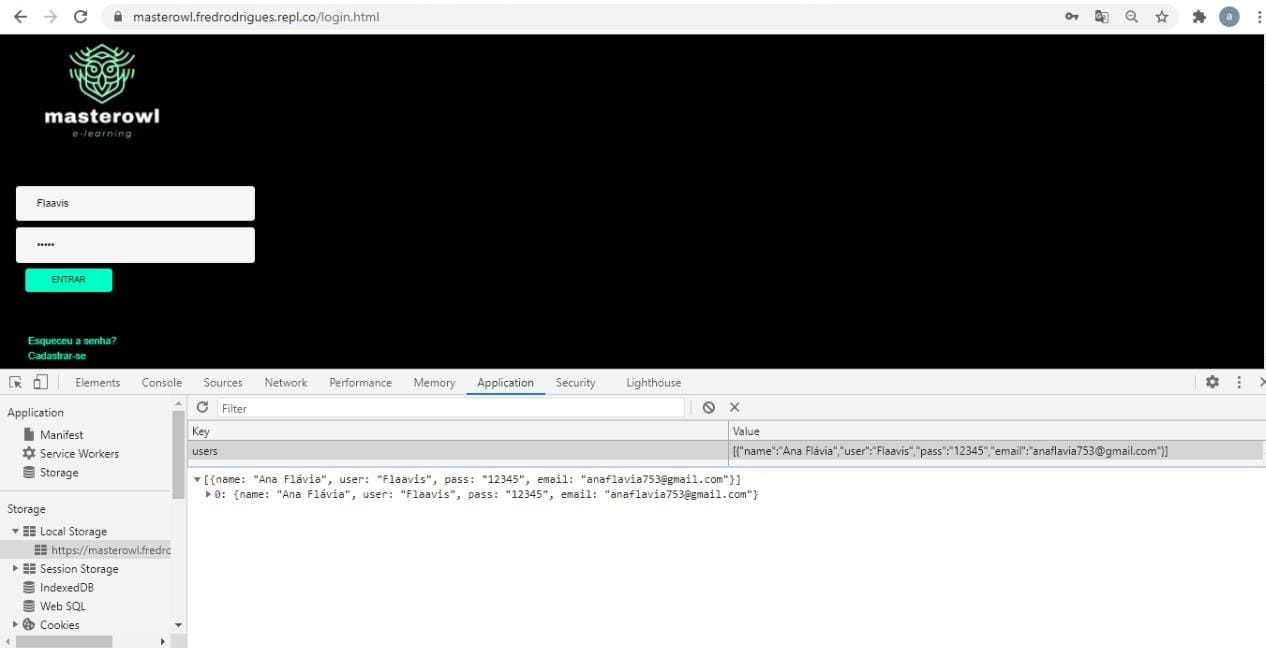 masterowl.fredrodrigues.repl.co/login.html
a
masterowl
e-learning
Flaavis
•••••
ENTRAR
Esqueceu a senha?
Cadastrar-se
Elements Console Sources Network Performance Memory Application Security Lighthouse
Application
Manifest
Service Workers
Storage
Storage
Local Storage
https://masterowl.fredro
Session Storage
IndexedDB
Web SQL
Cookies
Filter
Key Value
users [{"name":"Ana Flávia","user":"Flaavis","pass":"12345","email":"anaflavia753@gmail.com"}]
[{name: "Ana Flávia", user: "Flaavis", pass: "12345", email: "anaflavia753@gmail.com"}]
0: {name: "Ana Flávia", user: "Flaavis", pass: "12345", email: "anaflavia753@gmail.com"}